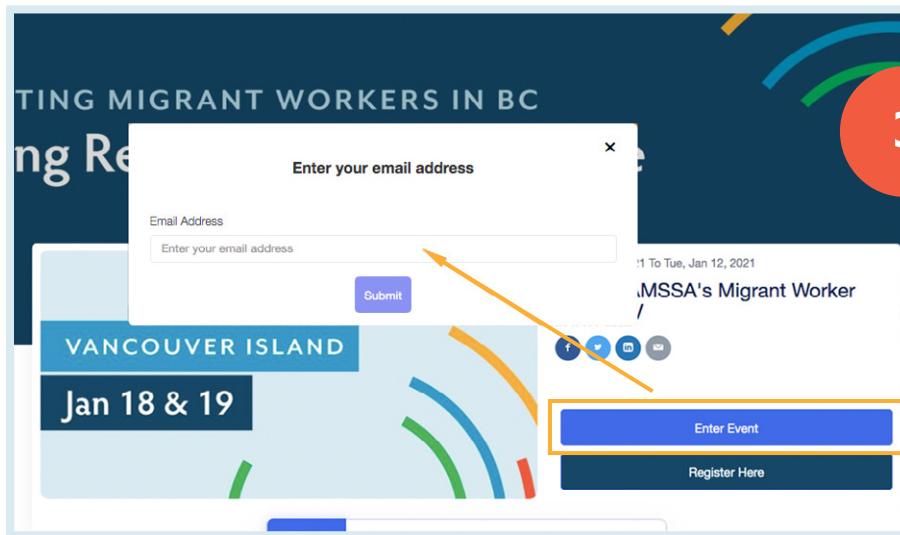 TING MIGRANT WORKERS IN BC
ng Re
3
Enter your email address
Email Address
Enter your email address
Submit
21 To Tue, Jan 12, 2021
AMSSA's Migrant Worker
VANCOUVER ISLAND
Jan 18 & 19
Enter Event
Register Here